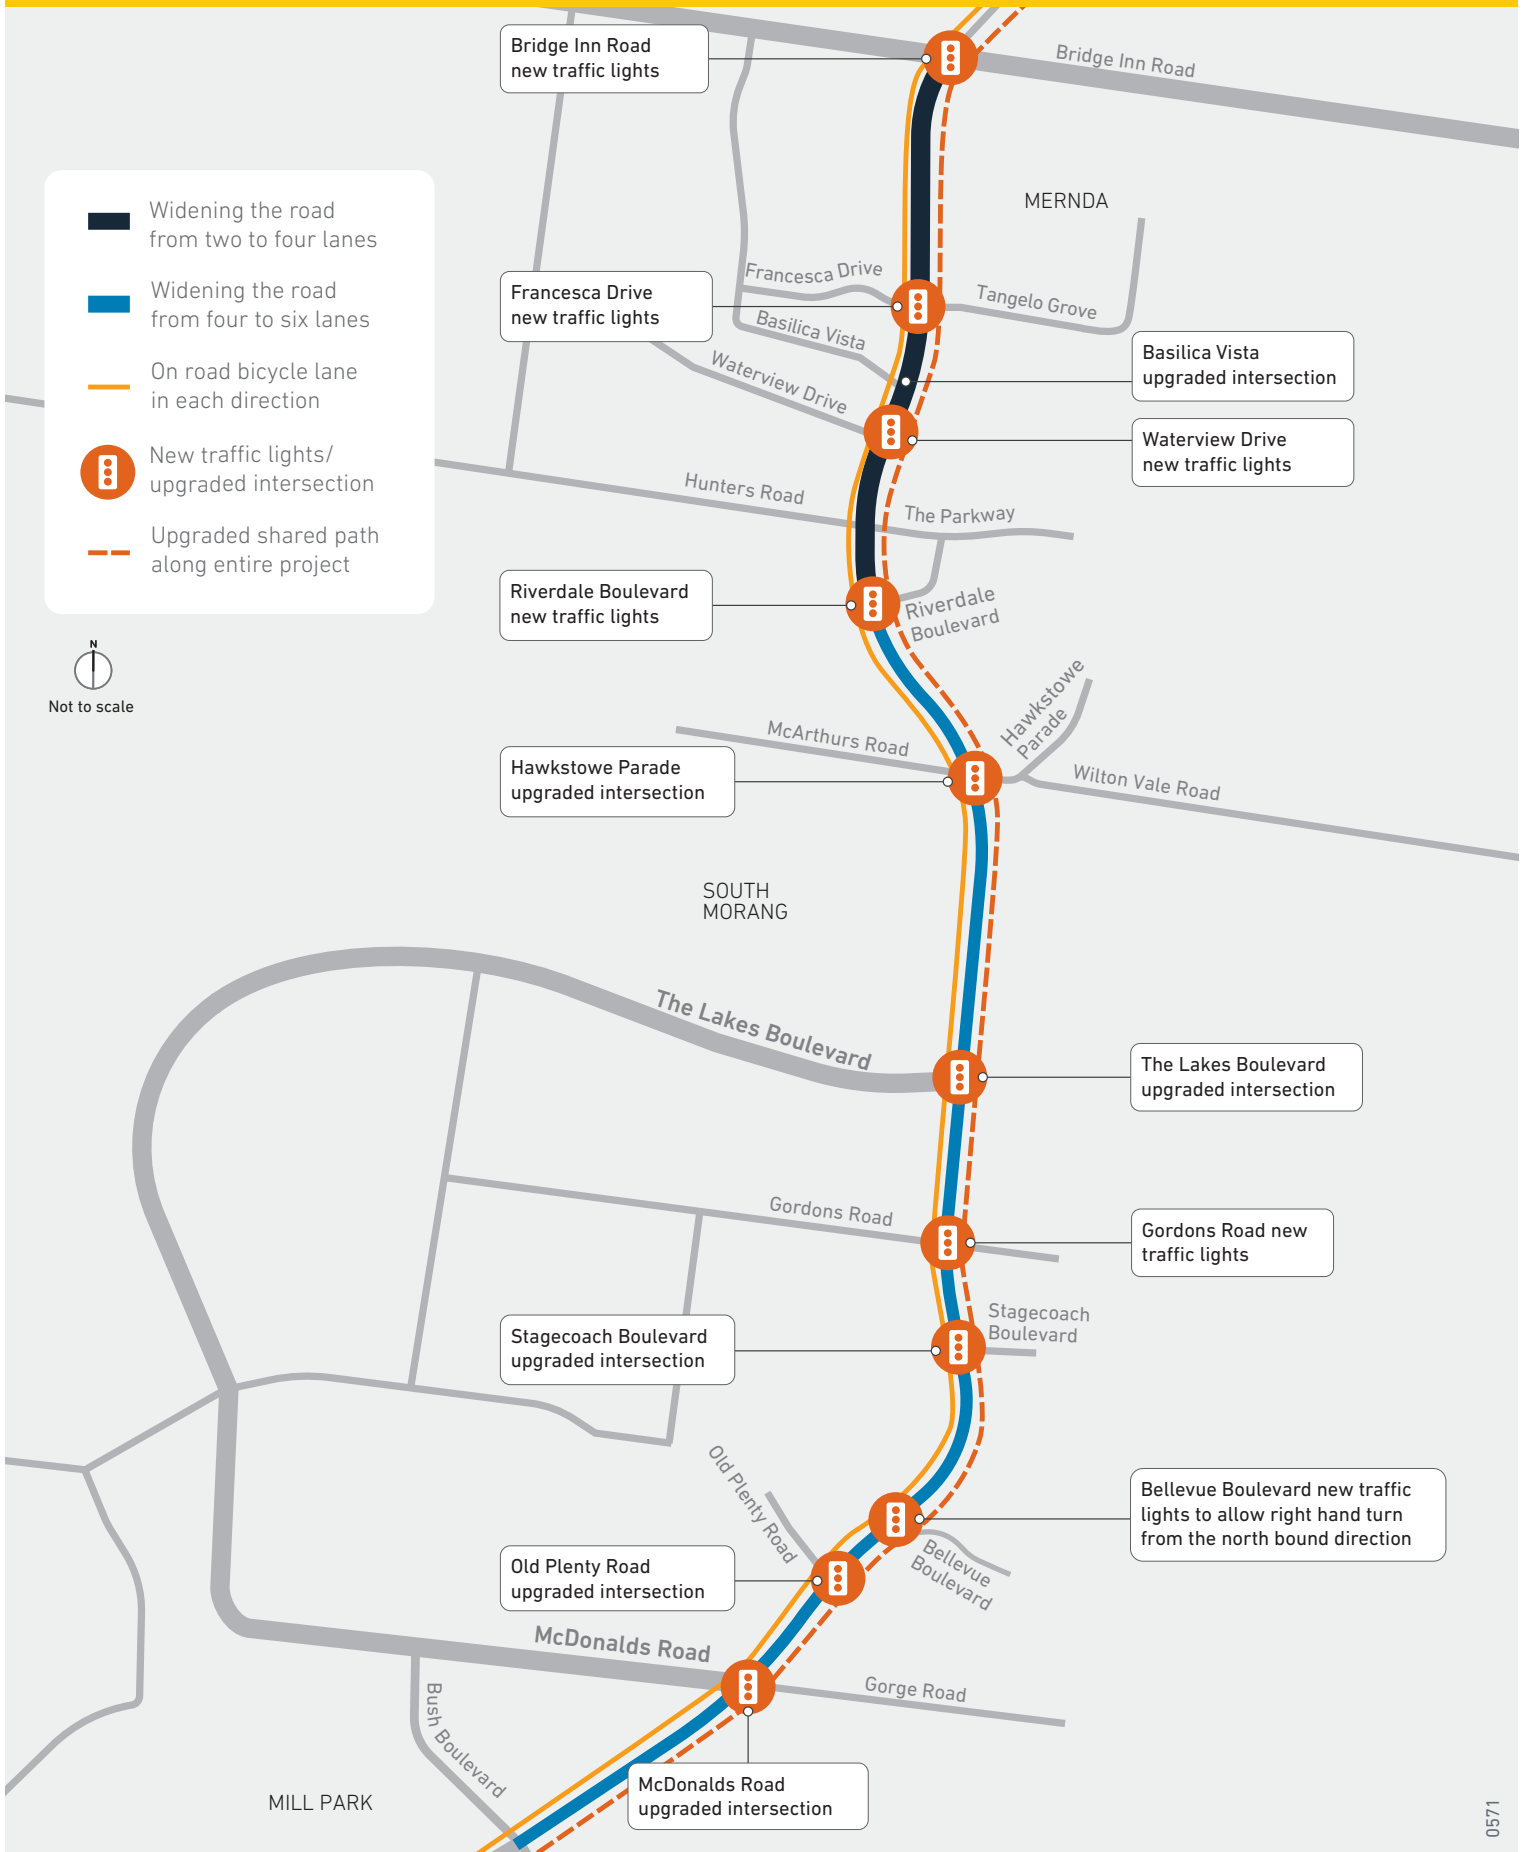 Bridge Inn Road
new traffic lights
Bridge Inn Road
MERNDA
Widening the road
from two to four lanes
Widening the road
from four to six lanes
On road bicycle lane
in each direction
New traffic lights/
upgraded intersection
Upgraded shared path
along entire project
N
Not to scale
Francesca Drive
new traffic lights
Francesca Drive
Tangelo Grove
Basilica Vista
Basilica Vista
upgraded intersection
Waterview Drive
Waterview Drive
new traffic lights
Hunters Road
The Parkway
Riverdale Boulevard
new traffic lights
Riverdale
Boulevard
Hawkstowe
Parade
McArthurs Road
Wilton Vale Road
Hawkstowe Parade
upgraded intersection
SOUTH
MORANG
The Lakes Boulevard
The Lakes Boulevard
upgraded intersection
Gordons Road
Gordons Road new
traffic lights
Stagecoach
Boulevard
Stagecoach Boulevard
upgraded intersection
Old Plenty Road
Bellevue Boulevard new traffic
lights to allow right hand turn
from the north bound direction
Bellevue
Boulevard
Old Plenty Road
upgraded intersection
McDonalds Road
Gorge Road
Bush Boulevard
McDonalds Road
upgraded intersection
MILL PARK
0571